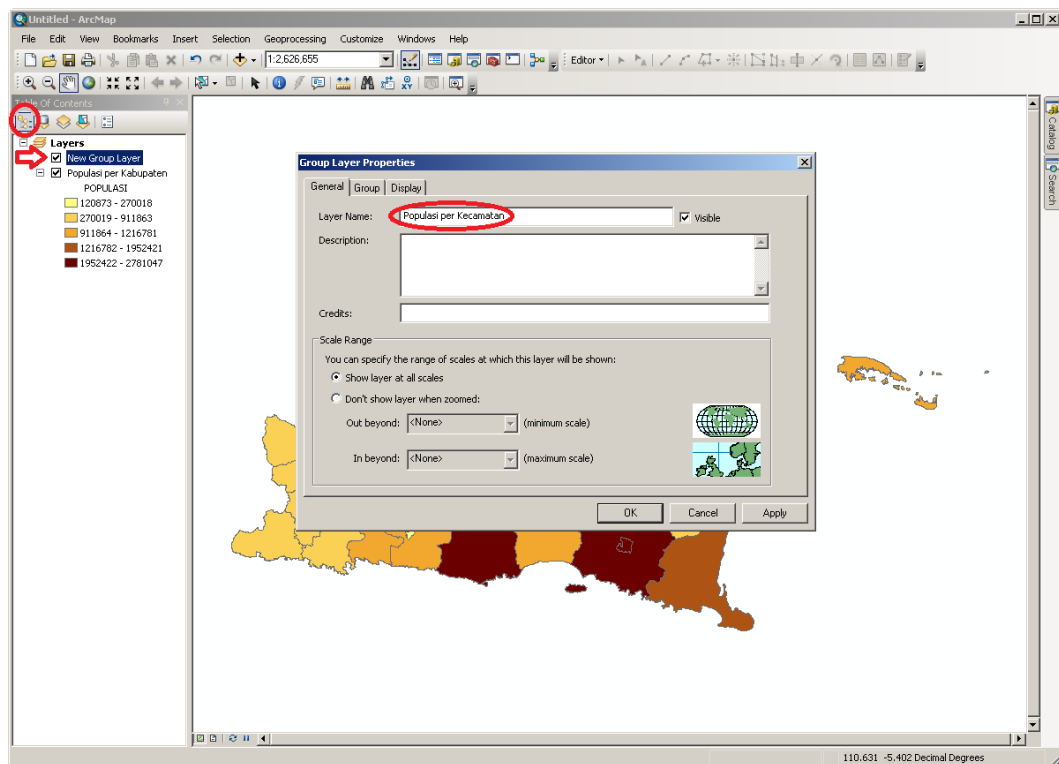 Untitled - ArcMap
File Edit View Bookmarks Insert Selection Geoprocessing Customize Windows Help
1:2,626,655
Editor
Table Of Contents
Layers
New Group Layer
Populasi per Kabupaten
POPULASI
120873 - 270018
270019 - 911863
911864 - 1216781
1216782 - 1952421
1952422 - 2781047
Group Layer Properties
General Group Display
Layer Name: Populasi per Kecamatan Visible
Description:
Credits:
Scale Range
You can specify the range of scales at which this layer will be shown:
Show layer at all scales
Don't show layer when zoomed:
Out beyond: <None> (minimum scale)
In beyond: <None> (maximum scale)
OK Cancel Apply
Catalog
Search
110.631 -5.402 Decimal Degrees